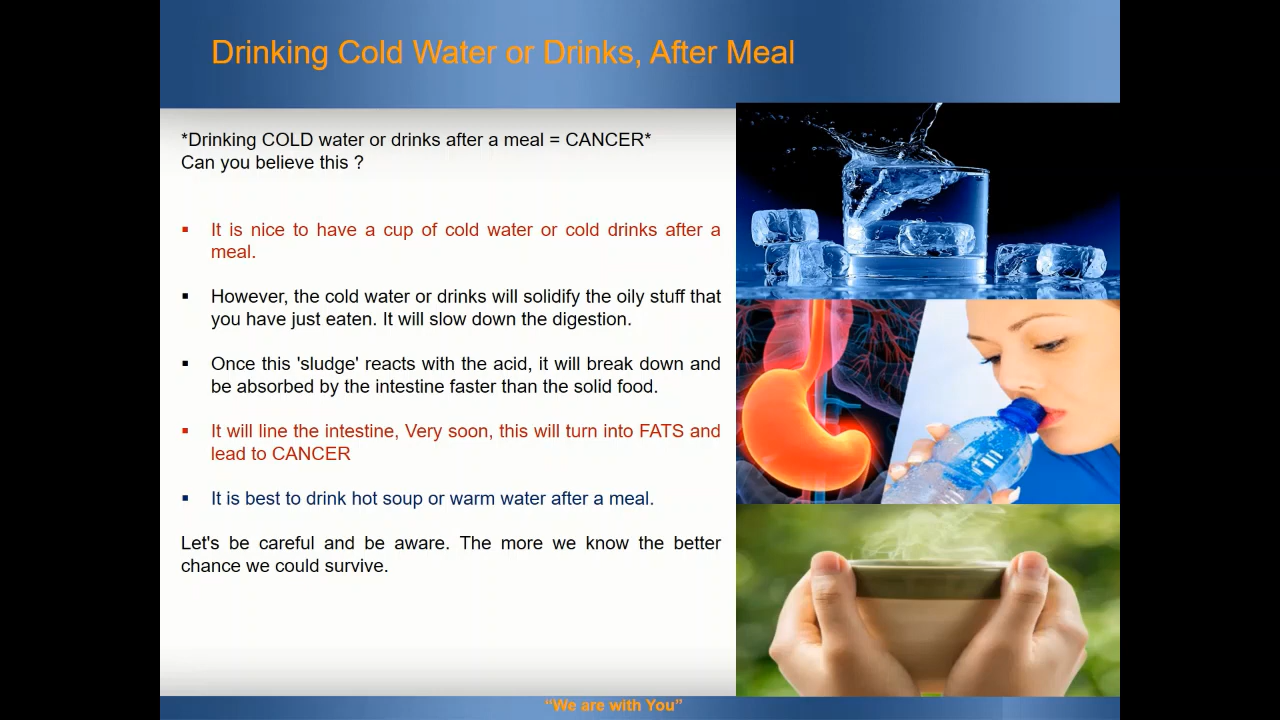 Drinking Cold Water or Drinks, After Meal
*Drinking COLD water or drinks after a meal = CANCER*
Can you believe this ?
▪ It is nice to have a cup of cold water or cold drinks after a
meal.
▪ However, the cold water or drinks will solidify the oily stuff that
you have just eaten. It will slow down the digestion.
▪ Once this 'sludge' reacts with the acid, it will break down and
be absorbed by the intestine faster than the solid food.
▪ It will line the intestine, Very soon, this will turn into FATS and
lead to CANCER
▪ It is best to drink hot soup or warm water after a meal.
Let's be careful and be aware. The more we know the better
chance we could survive.
“We are with You”